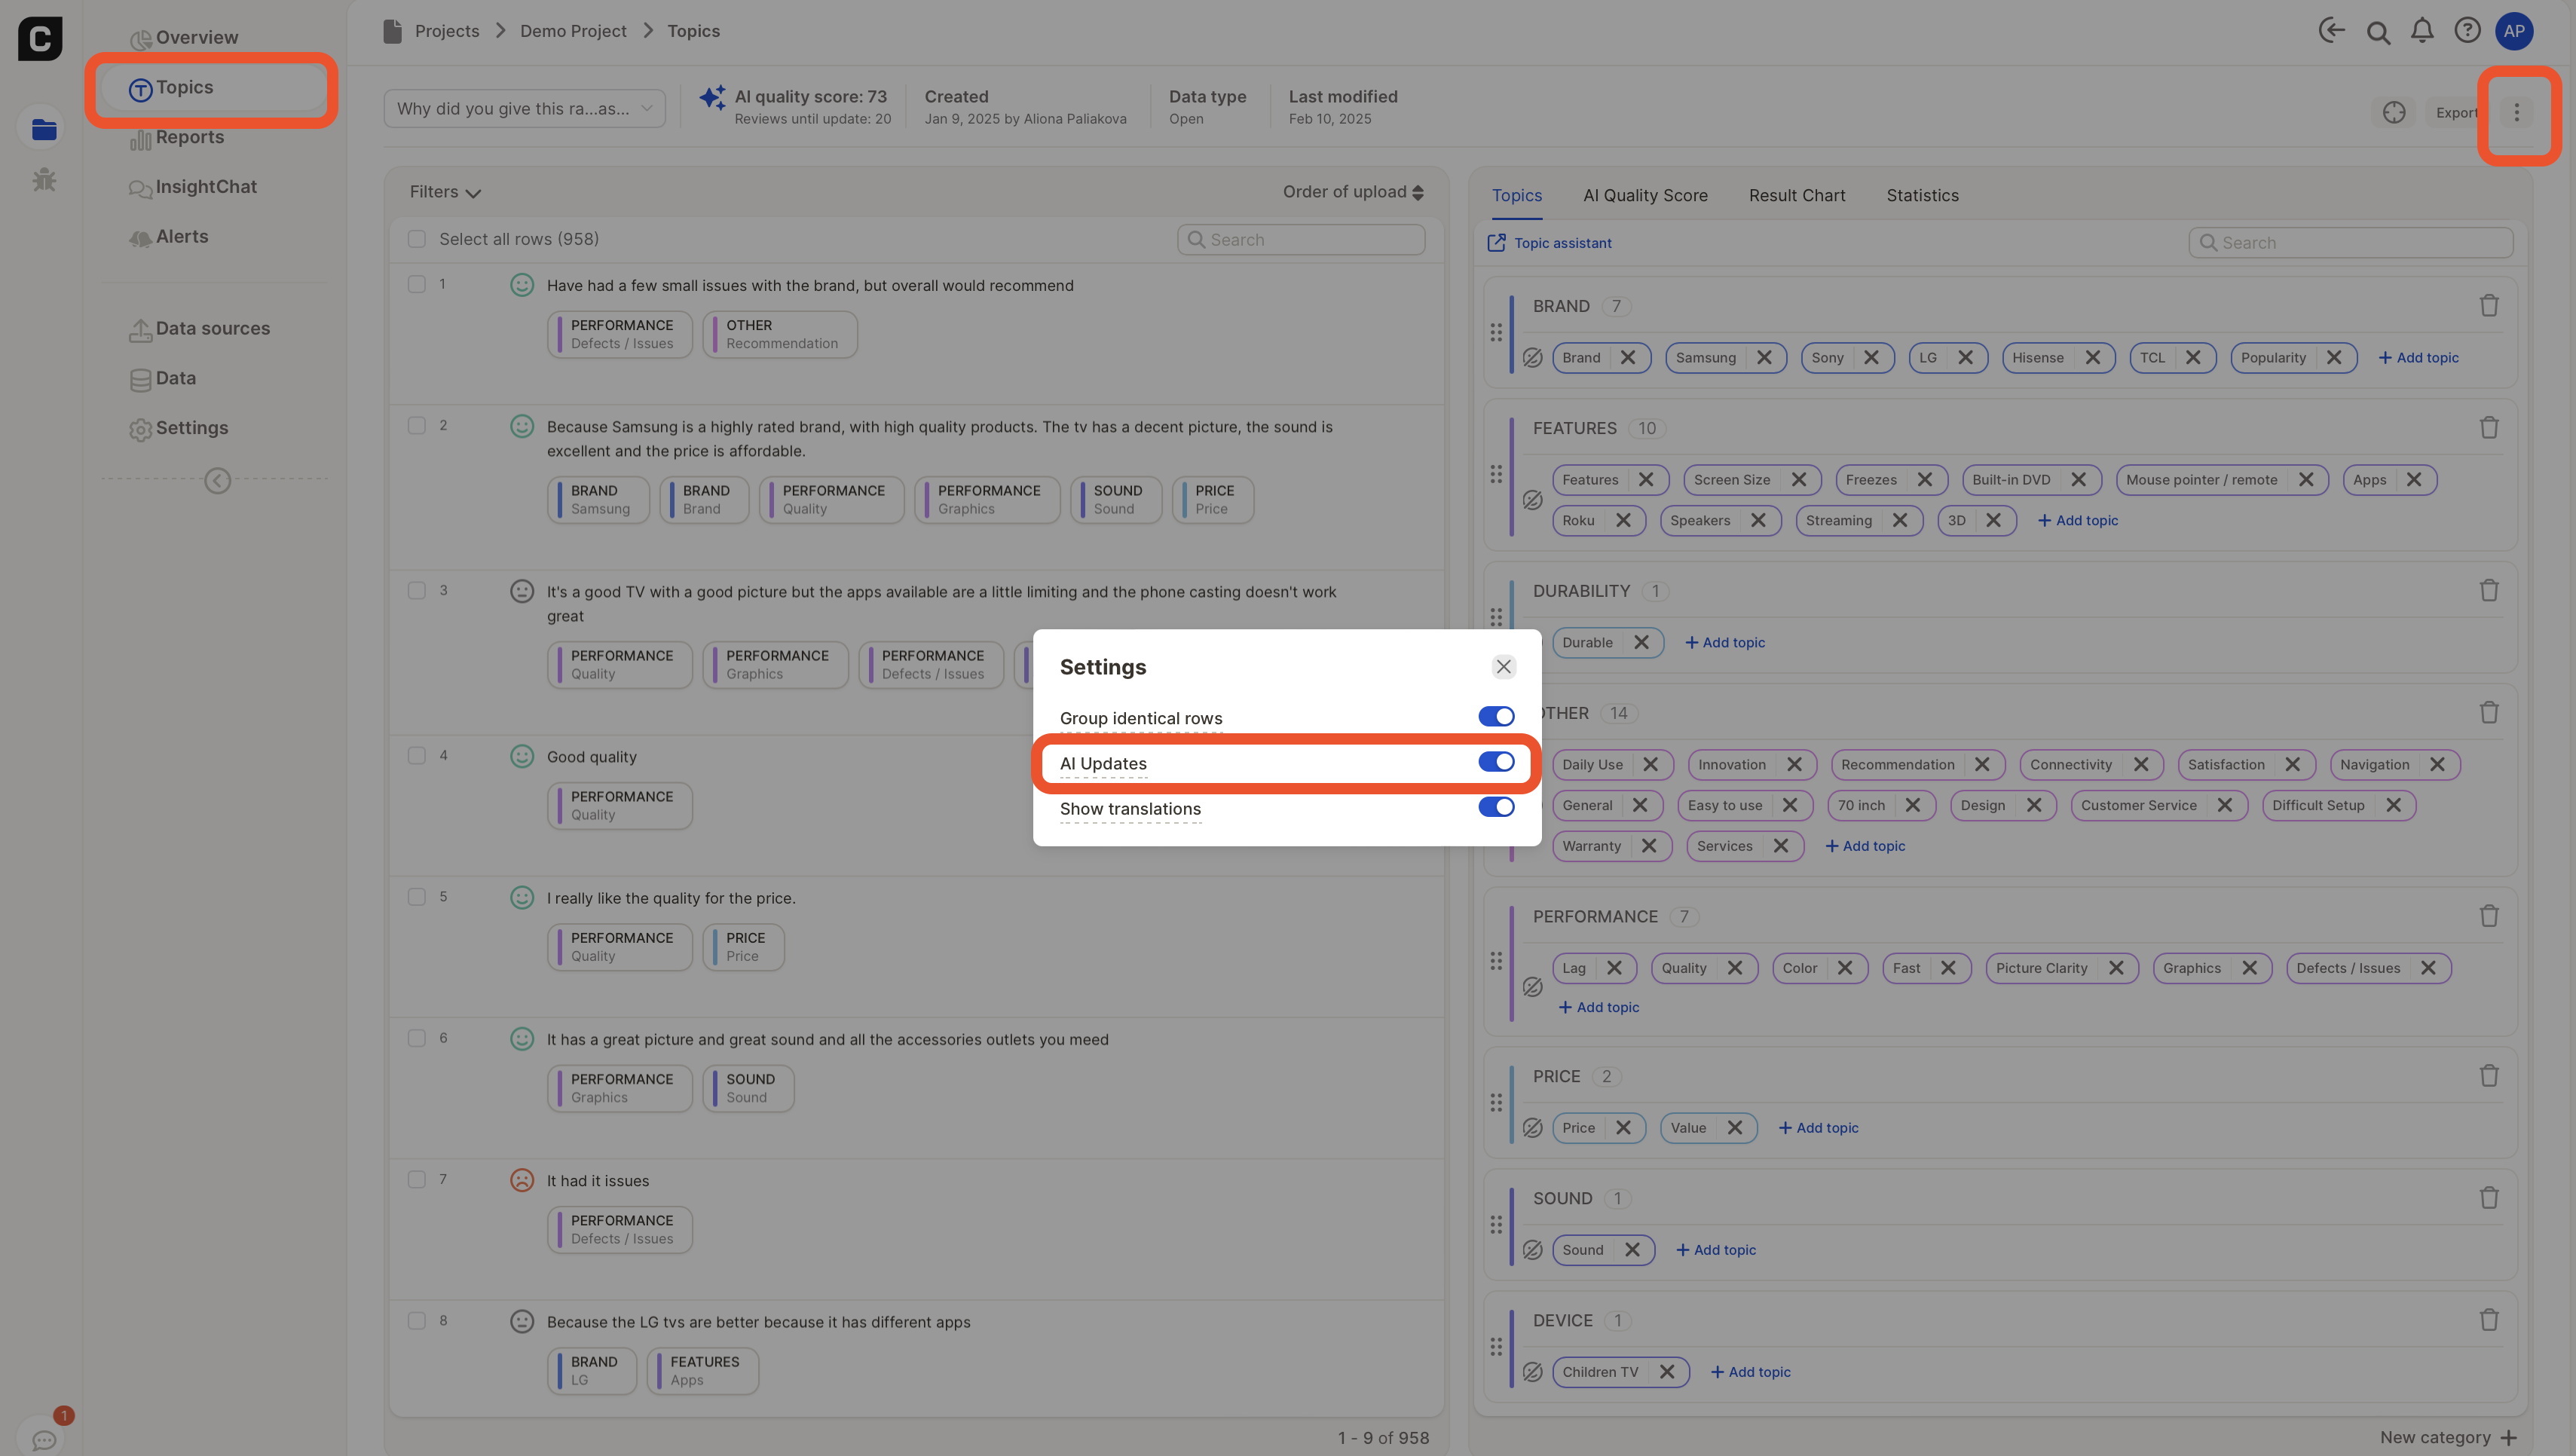 C
Overview
Topics
Reports
InsightChat
Alerts
Data sources
Data
Settings
1
Projects > Demo Project > Topics
AP
Why did you give this ra...as...
AI quality score: 73
Reviews until update: 20
Created
Jan 9, 2025 by Aliona Paliakova
Data type
Open
Last modified
Feb 10, 2025
Export
Filters
Order of upload
Select all rows (958)
Search
1
Have had a few small issues with the brand, but overall would recommend
PERFORMANCE
Defects / Issues
OTHER
Recommendation
2
Because Samsung is a highly rated brand, with high quality products. The tv has a decent picture, the sound is
excellent and the price is affordable.
BRAND
Samsung
BRAND
Brand
PERFORMANCE
Quality
PERFORMANCE
Graphics
SOUND
Sound
PRICE
Price
3
It's a good TV with a good picture but the apps available are a little limiting and the phone casting doesn't work
great
PERFORMANCE
Quality
PERFORMANCE
Graphics
PERFORMANCE
Defects / Issues
4
Good quality
PERFORMANCE
Quality
5
I really like the quality for the price.
PERFORMANCE
Quality
PRICE
Price
6
It has a great picture and great sound and all the accessories outlets you meed
PERFORMANCE
Graphics
SOUND
Sound
7
It had it issues
PERFORMANCE
Defects / Issues
8
Because the LG tvs are better because it has different apps
BRAND
LG
FEATURES
Apps
1 - 9 of 958
Settings
Group identical rows
AI Updates
Show translations
Topics
AI Quality Score
Result Chart
Statistics
Topic assistant
Search
BRAND 7
Brand Samsung Sony LG Hisense TCL Popularity + Add topic
FEATURES 10
Features Screen Size Freezes Built-in DVD Mouse pointer / remote Apps
Roku Speakers Streaming 3D + Add topic
DURABILITY 1
Durable + Add topic
THER 14
Daily Use Innovation Recommendation Connectivity Satisfaction Navigation
General Easy to use 70 inch Design Customer Service Difficult Setup
Warranty Services + Add topic
PERFORMANCE 7
Lag Quality Color Fast Picture Clarity Graphics Defects / Issues
+ Add topic
PRICE 2
Price Value + Add topic
SOUND 1
Sound + Add topic
DEVICE 1
Children TV + Add topic
New category +